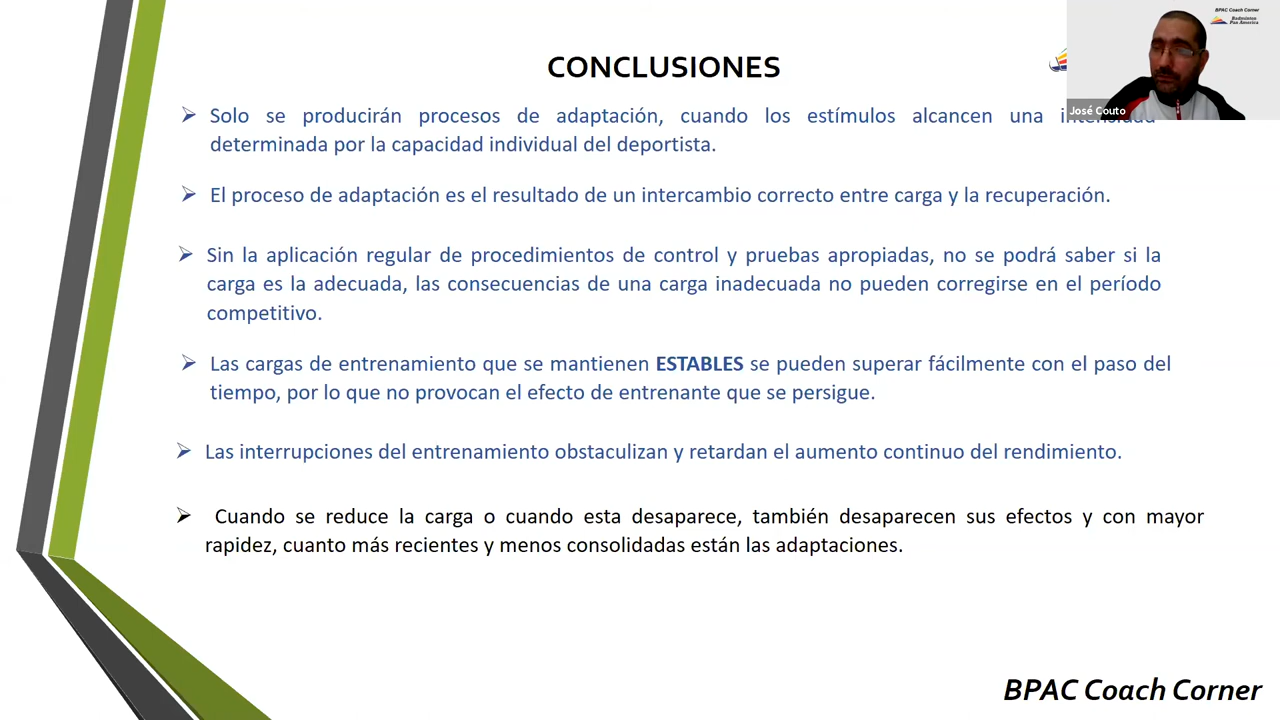 BPAC Coach Corner
Badminton
Pan America
José Couto
CONCLUSIONES
Solo se producirán procesos de adaptación, cuando los estímulos alcancen una intensidad
determinada por la capacidad individual del deportista.
El proceso de adaptación es el resultado de un intercambio correcto entre carga y la recuperación.
Sin la aplicación regular de procedimientos de control y pruebas apropiadas, no se podrá saber si la
carga es la adecuada, las consecuencias de una carga inadecuada no pueden corregirse en el período
competitivo.
Las cargas de entrenamiento que se mantienen ESTABLES se pueden superar fácilmente con el paso del
tiempo, por lo que no provocan el efecto de entrenante que se persigue.
Las interrupciones del entrenamiento obstaculizan y retardan el aumento continuo del rendimiento.
Cuando se reduce la carga o cuando esta desaparece, también desaparecen sus efectos y con mayor
rapidez, cuanto más recientes y menos consolidadas están las adaptaciones.
BPAC Coach Corner